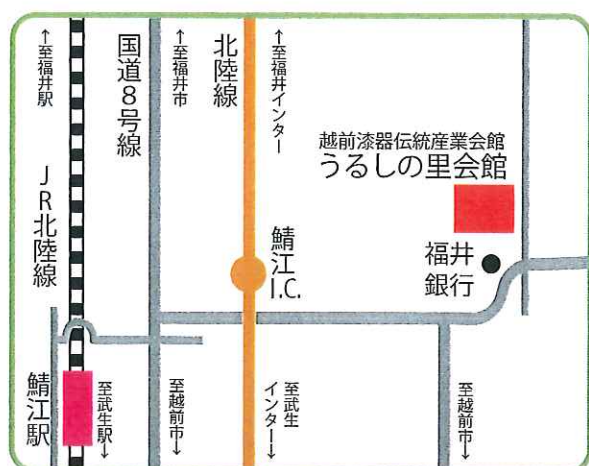 ↑至福井駅
国道8号線
↑至福井市
北陸線
↑至福井インター
越前漆器伝統産業会館
うるしの里会館
JR北陸線
鯖江
I.C.
福井
銀行
鯖江駅
至武生駅↓
至越前市↓
至武生
インター↓
至越前市↓